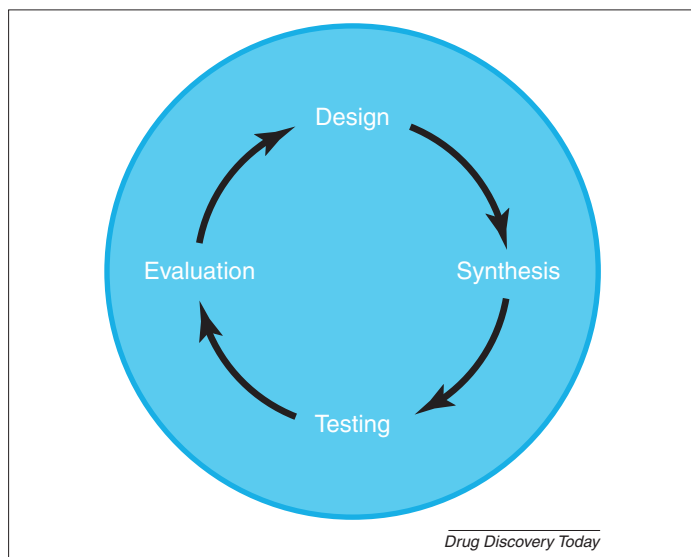 Design
Evaluation
Synthesis
Testing
Drug Discovery Today